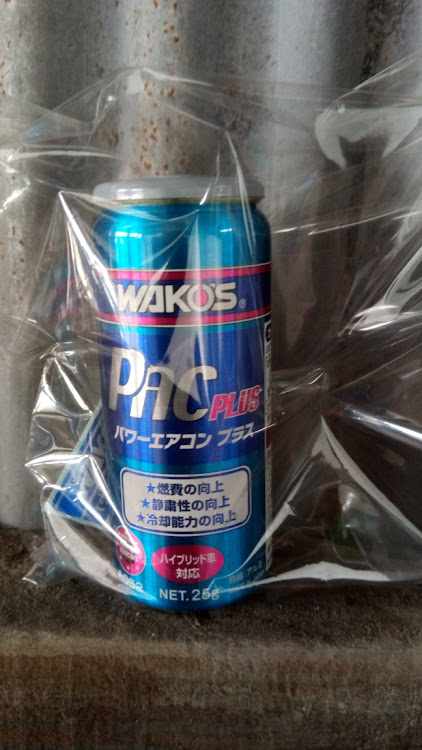 WAKO'S®
PAC PLUS
パワーエアコン プラス
★燃費の向上
★静粛性の向上
★冷却能力の向上
ハイブリッド車
対応
NET. 25g